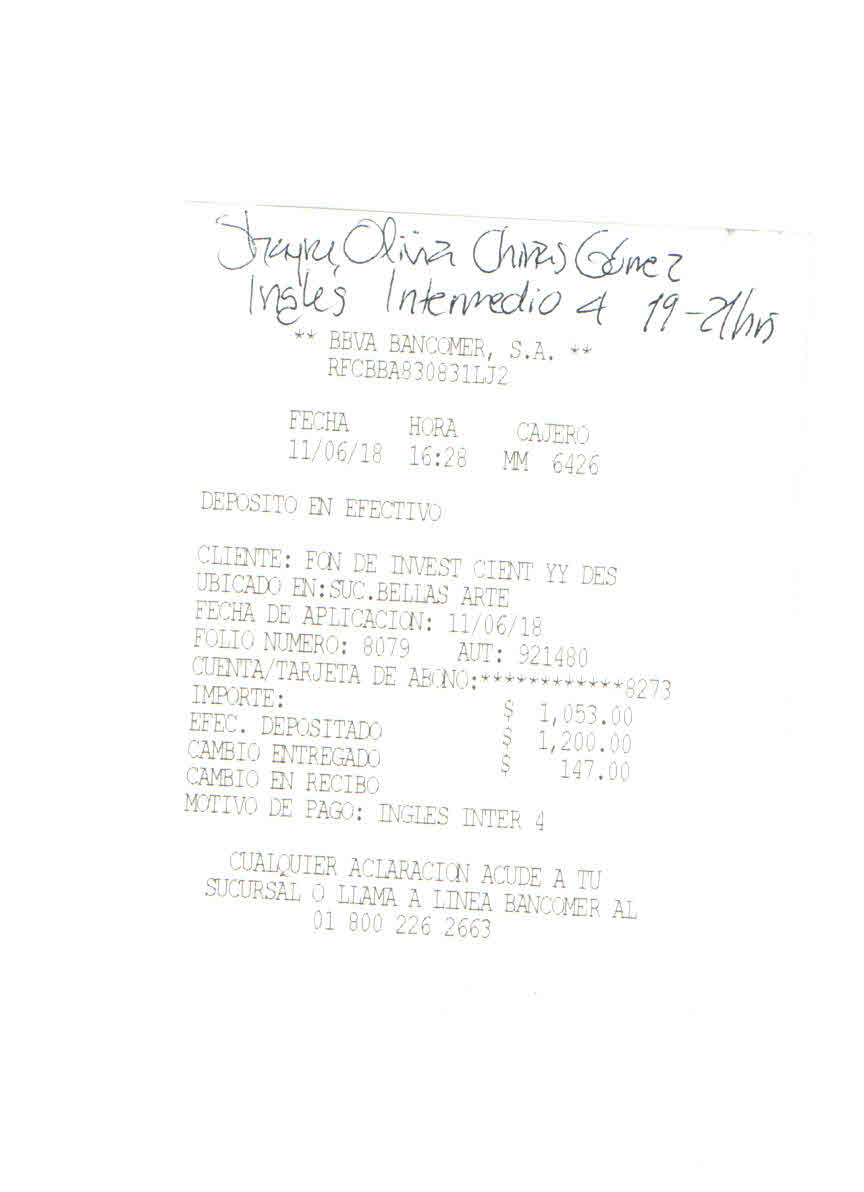 Olivia Chivas Gómez
Inglés Intermedio 4 19-21hrs
** BBVA BANCOMER, S.A. **
RFCBBA830831LJ2
FECHA HORA CAJERO
11/06/18 16:28 MM 6426
DEPOSITO EN EFECTIVO
CLIENTE: FON DE INVEST CIENT YY DES
UBICADO EN:SUC.BELLAS ARTE
FECHA DE APLICACION: 11/06/18
FOLIO NUMERO: 8079 AUT: 921480
CUENTA/TARJETA DE ABONO:************8273
IMPORTE: $ 1,053.00
EFEC. DEPOSITADO $ 1,200.00
CAMBIO ENTREGADO $ 147.00
CAMBIO EN RECIBO
MOTIVO DE PAGO: INGLES INTER 4
CUALQUIER ACLARACION ACUDE A TU
SUCURSAL O LLAMA A LINEA BANCOMER AL
01 800 226 2663